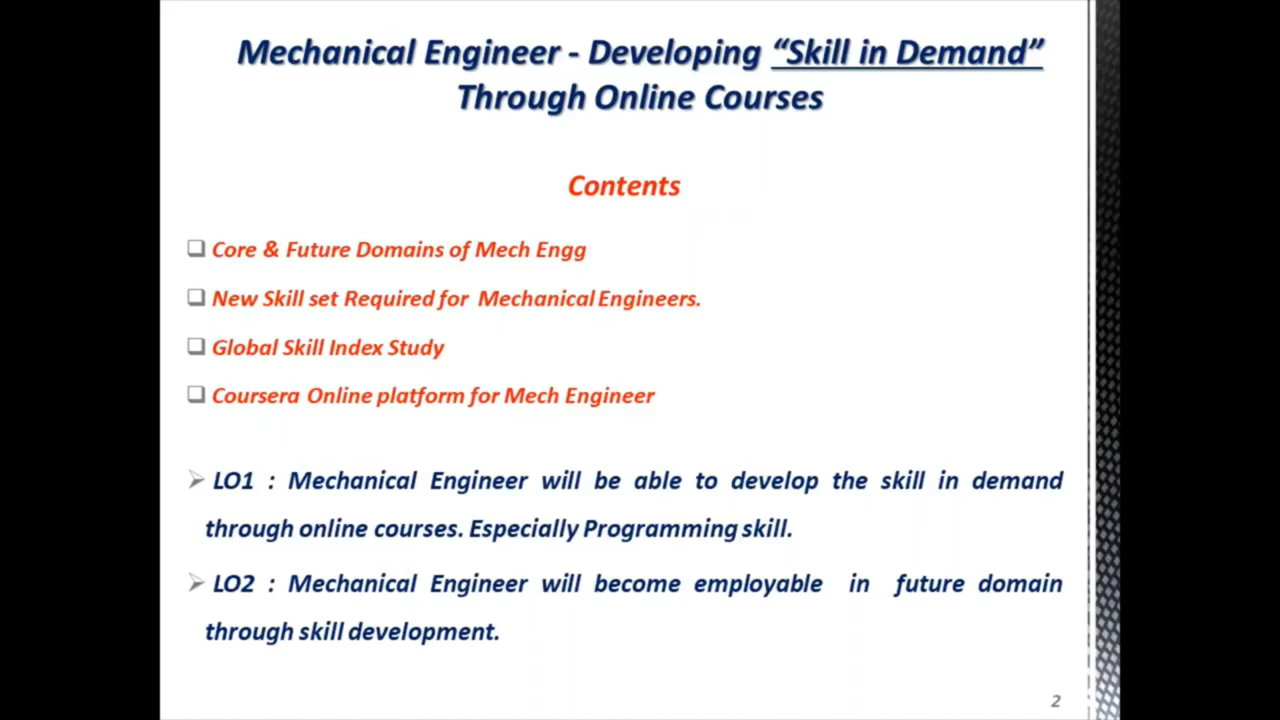 Mechanical Engineer - Developing “Skill in Demand”
Through Online Courses
Contents
Core & Future Domains of Mech Engg
New Skill set Required for Mechanical Engineers.
Global Skill Index Study
Coursera Online platform for Mech Engineer
LO1 : Mechanical Engineer will be able to develop the skill in demand
through online courses. Especially Programming skill.
LO2 : Mechanical Engineer will become employable in future domain
through skill development.
2